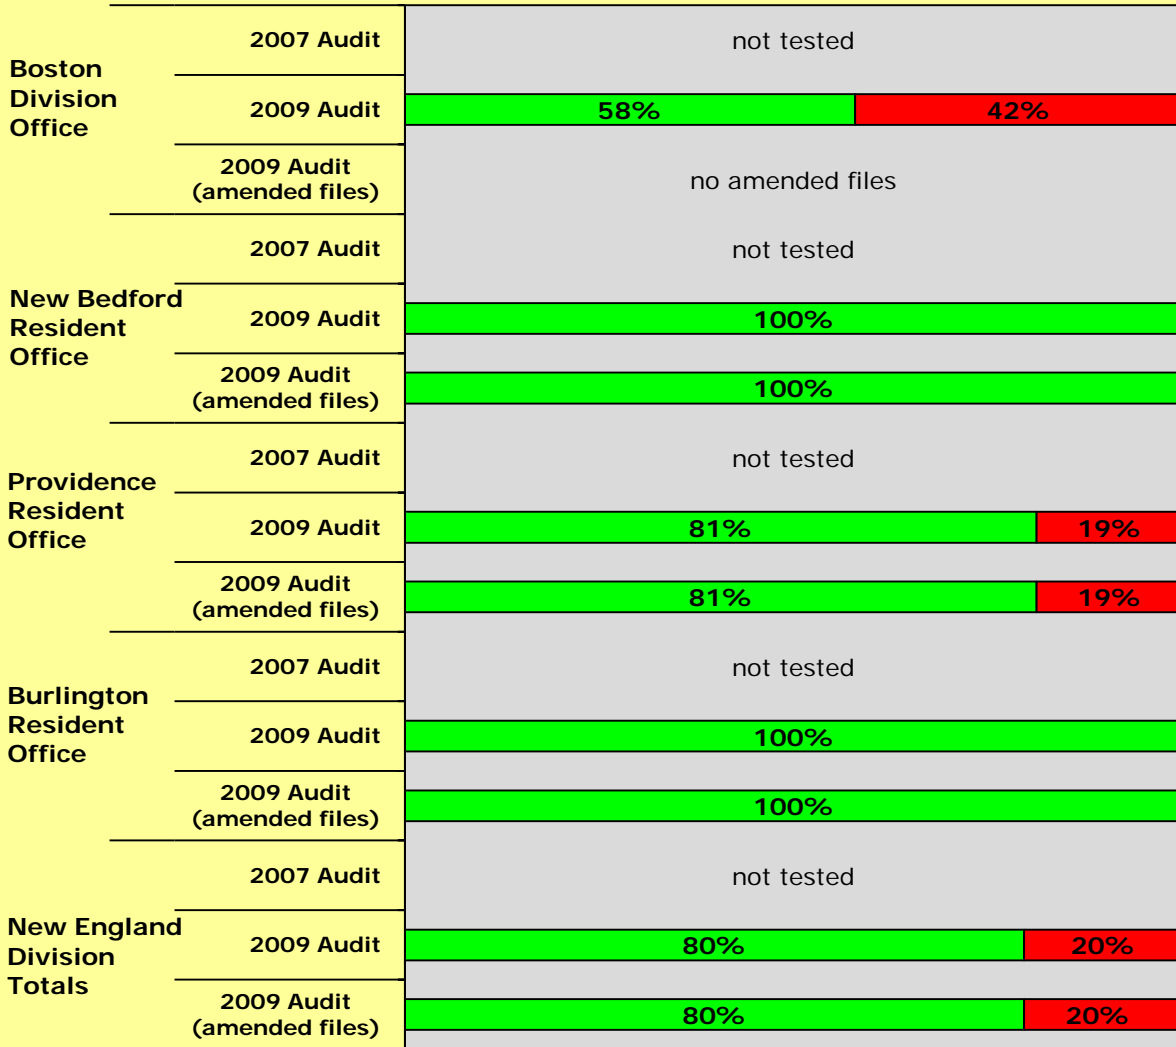 2007 Audit
not tested
Boston
Division
Office
2009 Audit
58%
42%
2009 Audit
(amended files)
no amended files
2007 Audit
not tested
New Bedford
Resident
Office
2009 Audit
100%
2009 Audit
(amended files)
100%
2007 Audit
not tested
Providence
Resident
Office
2009 Audit
81%
19%
2009 Audit
(amended files)
81%
19%
2007 Audit
not tested
Burlington
Resident
Office
2009 Audit
100%
2009 Audit
(amended files)
100%
2007 Audit
not tested
New England
Division
Totals
2009 Audit
80%
20%
2009 Audit
(amended files)
80%
20%